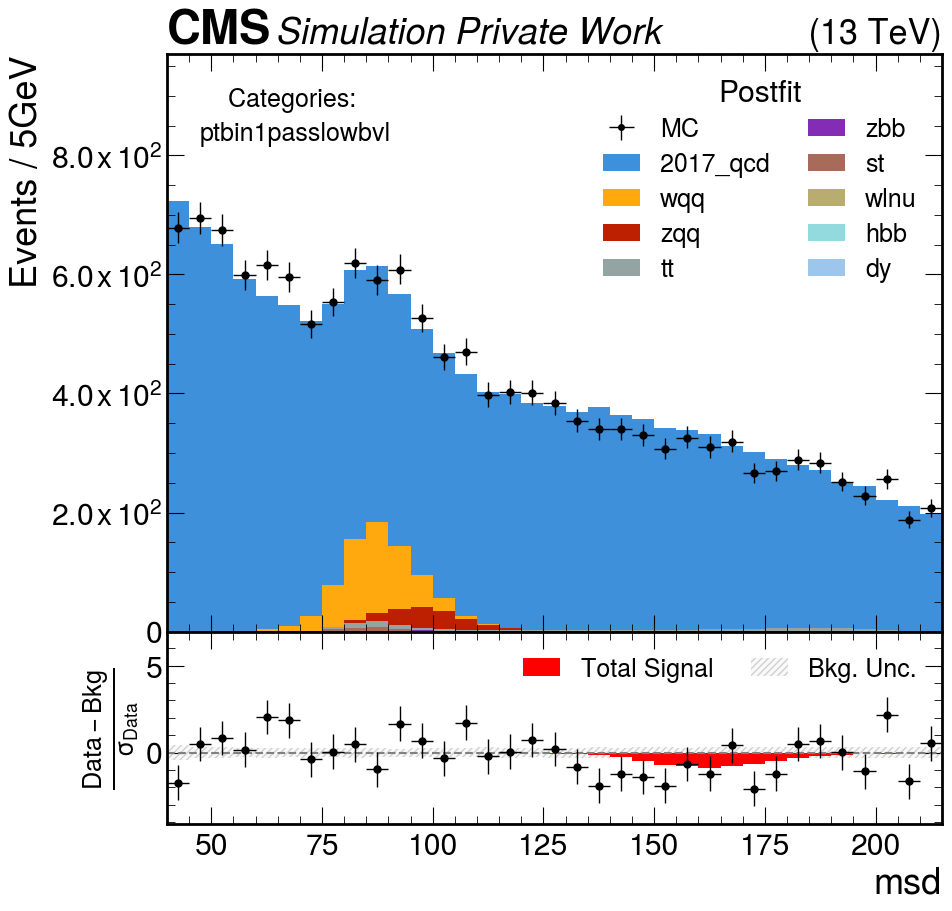 CMS Simulation Private Work (13 TeV)
Events / 5GeV
Categories:
ptbin1passlowbvl
Postfit
MC
2017_qcd
wqq
zqq
tt
zbb
st
wlnu
hbb
dy
8.0 x 10²
6.0 x 10²
4.0 x 10²
2.0 x 10²
0
Total Signal
Bkg. Unc.
Data – Bkg
σData
5
0
50 75 100 125 150 175 200
msd